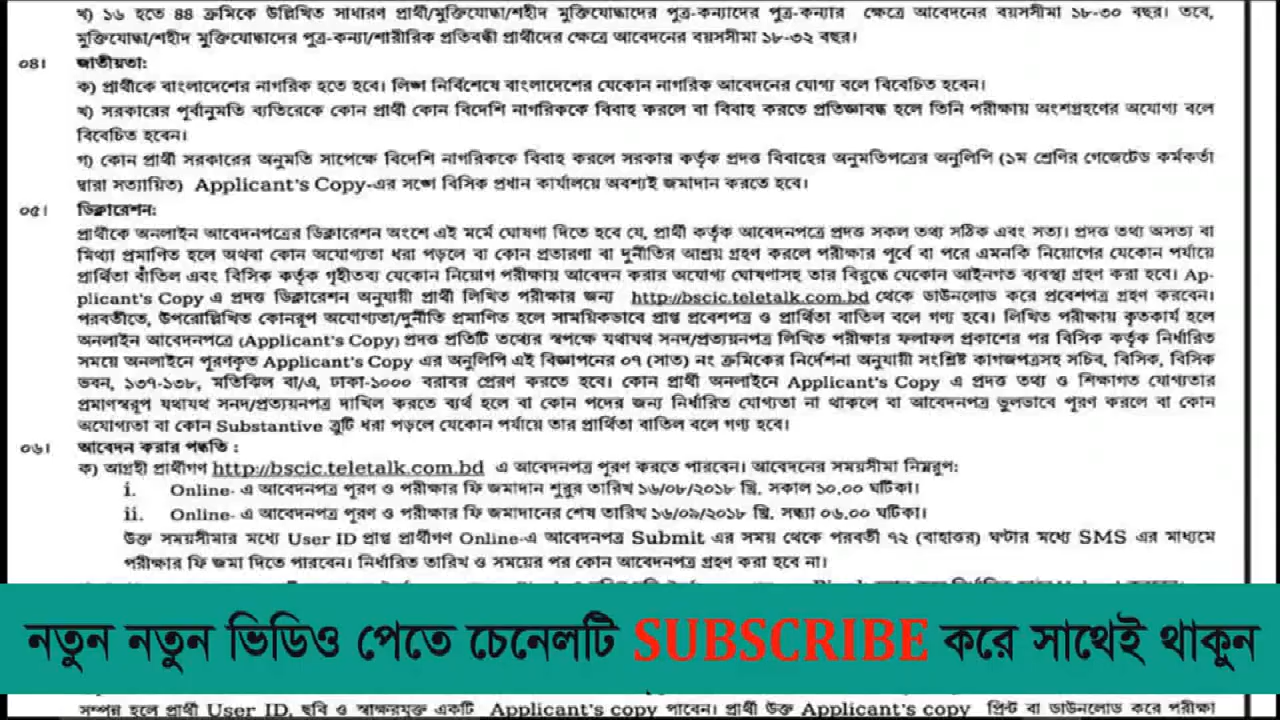 খ) ১৬ হতে ৪৪ ক্রমিকে উল্লিখিত সাধারণ প্রার্থী/মুক্তিযোদ্ধা/শহীদ মুক্তিযোদ্ধাদের পুত্র-কন্যাদের পুত্র-কন্যার ক্ষেত্রে আবেদনের বয়সসীমা ১৮-৩০ বছর। তবে,
মুক্তিযোদ্ধা/শহীদ মুক্তিযোদ্ধাদের পুত্র-কন্যা/শারীরিক প্রতিবন্ধী প্রার্থীদের ক্ষেত্রে আবেদনের বয়সসীমা ১৮-৩২ বছর।
০৪। জাতীয়তা:
ক) প্রার্থীকে বাংলাদেশের নাগরিক হতে হবে। লিঙ্গ নির্বিশেষে বাংলাদেশের যেকোন নাগরিক আবেদনের যোগ্য বলে বিবেচিত হবেন।
খ) সরকারের পূর্বানুমতি ব্যতিরেকে কোন প্রার্থী কোন বিদেশি নাগরিককে বিবাহ করলে বা বিবাহ করতে প্রতিজ্ঞাবদ্ধ হলে তিনি পরীক্ষায় অংশগ্রহণের অযোগ্য বলে
বিবেচিত হবেন।
গ) কোন প্রার্থী সরকারের অনুমতি সাপেক্ষে বিদেশি নাগরিককে বিবাহ করলে সরকার কর্তৃক প্রদত্ত বিবাহের অনুমতিপত্রের অনুলিপি (১ম শ্রেণির গেজেটেড কর্মকর্তা
দ্বারা সত্যায়িত) Applicant's Copy-এর সঙ্গে বিসিক প্রধান কার্যালয়ে অবশ্যই জমাদান করতে হবে।
০৫। ডিক্লারেশন:
প্রার্থীকে অনলাইন আবেদনপত্রের ডিক্লারেশন অংশে এই মর্মে ঘোষণা দিতে হবে যে, প্রার্থী কর্তৃক আবেদনপত্রে প্রদত্ত সকল তথ্য সঠিক এবং সত্য। প্রদত্ত তথ্য অসত্য বা
মিথ্যা প্রমাণিত হলে অথবা কোন অযোগ্যতা ধরা পড়লে বা কোন প্রতারণা বা দুর্নীতির আশ্রয় গ্রহণ করলে পরীক্ষার পূর্বে বা পরে এমনকি নিয়োগের যেকোন পর্যায়ে
প্রার্থিতা বাতিল এবং বিসিক কর্তৃক গৃহীতব্য যেকোন নিয়োগ পরীক্ষায় আবেদন করার অযোগ্য ঘোষণাসহ তার বিরুদ্ধে যেকোন আইনগত ব্যবস্থা গ্রহণ করা হবে। Ap-
plicant's Copy এ প্রদত্ত ডিক্লারেশন অনুযায়ী প্রার্থী লিখিত পরীক্ষার জন্য http://bscic.teletalk.com.bd থেকে ডাউনলোড করে প্রবেশপত্র গ্রহণ করবেন।
পরবর্তীতে, উপরোল্লিখিত কোনরূপ অযোগ্যতা/দুর্নীতি প্রমাণিত হলে সাময়িকভাবে প্রাপ্ত প্রবেশপত্র ও প্রার্থিতা বাতিল বলে গণ্য হবে। লিখিত পরীক্ষায় কৃতকার্য হলে
অনলাইন আবেদনপত্রে (Applicant's Copy) প্রদত্ত প্রতিটি তথ্যের স্বপক্ষে যথাযথ সনদ/প্রত্যয়নপত্র লিখিত পরীক্ষার ফলাফল প্রকাশের পর বিসিক কর্তৃক নির্ধারিত
সময়ে অনলাইনে পূরণকৃত Applicant's Copy এর অনুলিপি এই বিজ্ঞাপনের ০৭ (সাত) নং ক্রমিকের নির্দেশনা অনুযায়ী সংশ্লিষ্ট কাগজপত্রসহ সচিব, বিসিক, বিসিক
ভবন, ১৩৭-১৩৮, মতিঝিল বা/এ, ঢাকা-১০০০ বরাবর প্রেরণ করতে হবে। কোন প্রার্থী অনলাইনে Applicant's Copy এ প্রদত্ত তথ্য ও শিক্ষাগত যোগ্যতার
প্রমাণস্বরূপ যথাযথ সনদ/প্রত্যয়নপত্র দাখিল করতে ব্যর্থ হলে বা কোন পদের জন্য নির্ধারিত যোগ্যতা না থাকলে বা আবেদনপত্র ভুলভাবে পূরণ করলে বা কোন
অযোগ্যতা বা কোন Substantive ত্রুটি ধরা পড়লে যেকোন পর্যায়ে তার প্রার্থিতা বাতিল বলে গণ্য হবে।
০৬। আবেদন করার পদ্ধতি :
ক) আগ্রহী প্রার্থীগণ http://bscic.teletalk.com.bd এ আবেদনপত্র পূরণ করতে পারবেন। আবেদনের সময়সীমা নিম্নরূপ:
i. Online- এ আবেদনপত্র পূরণ ও পরীক্ষার ফি জমাদান শুরুর তারিখ ১৬/০৮/২০১৮ খ্রি. সকাল ১০.০০ ঘটিকা।
ii. Online- এ আবেদনপত্র পূরণ ও পরীক্ষার ফি জমাদানের শেষ তারিখ ১৬/০৯/২০১৮ খ্রি. সন্ধ্যা ০৬.০০ ঘটিকা।
উক্ত সময়সীমার মধ্যে User ID প্রাপ্ত প্রার্থীগণ Online-এ আবেদনপত্র Submit এর সময় থেকে পরবর্তী ৭২ (বাহাত্তর) ঘন্টার মধ্যে SMS এর মাধ্যমে
পরীক্ষার ফি জমা দিতে পারবেন। নির্ধারিত তারিখ ও সময়ের পর কোন আবেদনপত্র গ্রহণ করা হবে না।
নতুন নতুন ভিডিও পেতে চেনেলটি SUBSCRIBE করে সাথেই থাকুন
সম্পন্ন হলে প্রার্থী User ID, ছবি ও স্বাক্ষরযুক্ত একটি Applicant's copy পাবেন। প্রার্থী উক্ত Applicant's copy প্রিন্ট বা ডাউনলোড করে পরীক্ষা